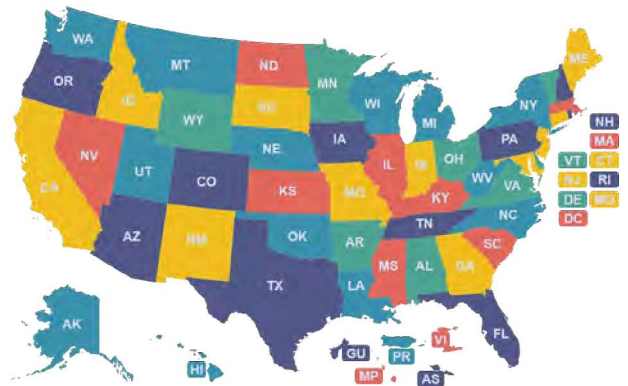 WA
MT
ND
MN
ME
OR
ID
SD
WI
MI
NY
WY
NH
IA
PA
MA
NE
NV
UT
IL
IN
OH
VT
CT
CO
WV
CA
KS
MO
KY
VA
NJ
RI
DE
MD
NC
TN
DC
AZ
NM
OK
AR
SC
MS
AL
GA
TX
LA
AK
FL
HI
GU
PR
VI
MP
AS